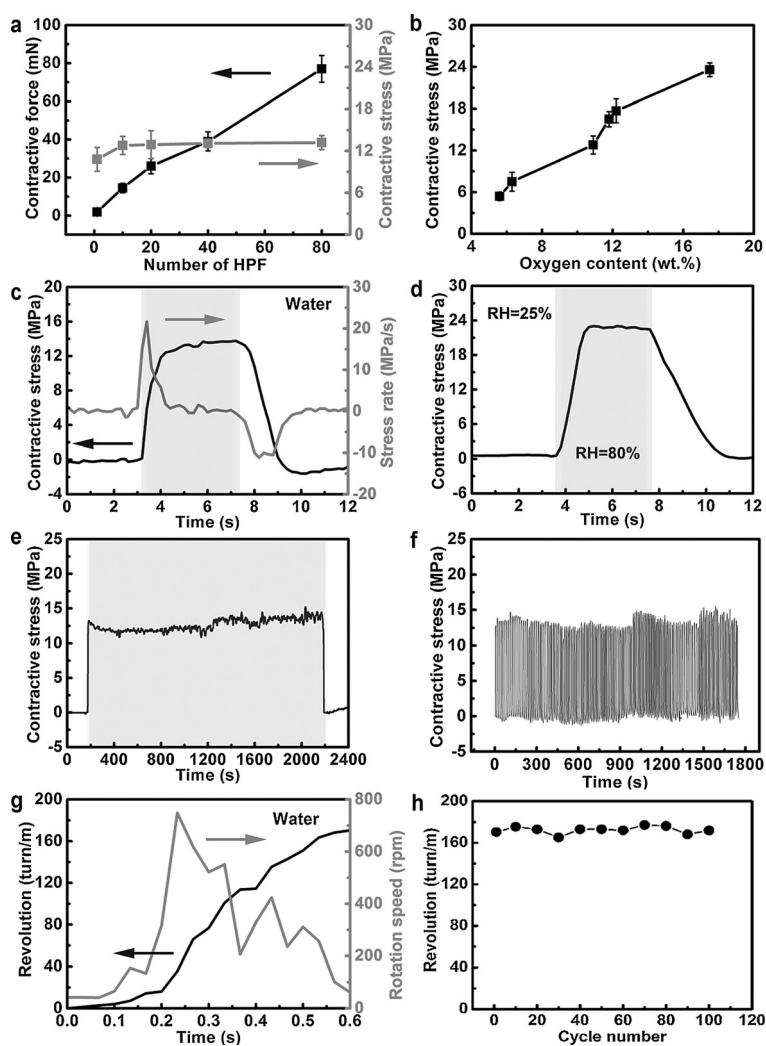 a
Contractive force (mN)
100
80
60
40
20
0
30
24
18
12
6
0
Contractive stress (MPa)
0 20 40 60 80
Number of HPF
b
Contractive stress (MPa)
30
24
18
12
6
0
4 8 12 16 20
Oxygen content (wt.%)
c
Contractive stress (MPa)
20
16
12
8
4
0
-4
Water
30
20
10
0
-10
-20
Stress rate (MPa/s)
0 2 4 6 8 10 12
Time (s)
d
Contractive stress (MPa)
30
24
18
12
6
0
-6
RH=25%
RH=80%
0 2 4 6 8 10 12
Time (s)
e
Contractive stress (MPa)
25
20
15
10
5
0
-5
400 800 1200 1600 2000 2400
Time (s)
f
Contractive stress (MPa)
25
20
15
10
5
0
-5
0 300 600 900 1200 1500 1800
Time (s)
g
Revolution (turn/m)
200
160
120
80
40
0
Water
800
600
400
200
0
Rotation speed (rpm)
0.0 0.1 0.2 0.3 0.4 0.5 0.6
Time (s)
h
Revolution (turn/m)
200
160
120
80
40
0
0 20 40 60 80 100 120
Cycle number